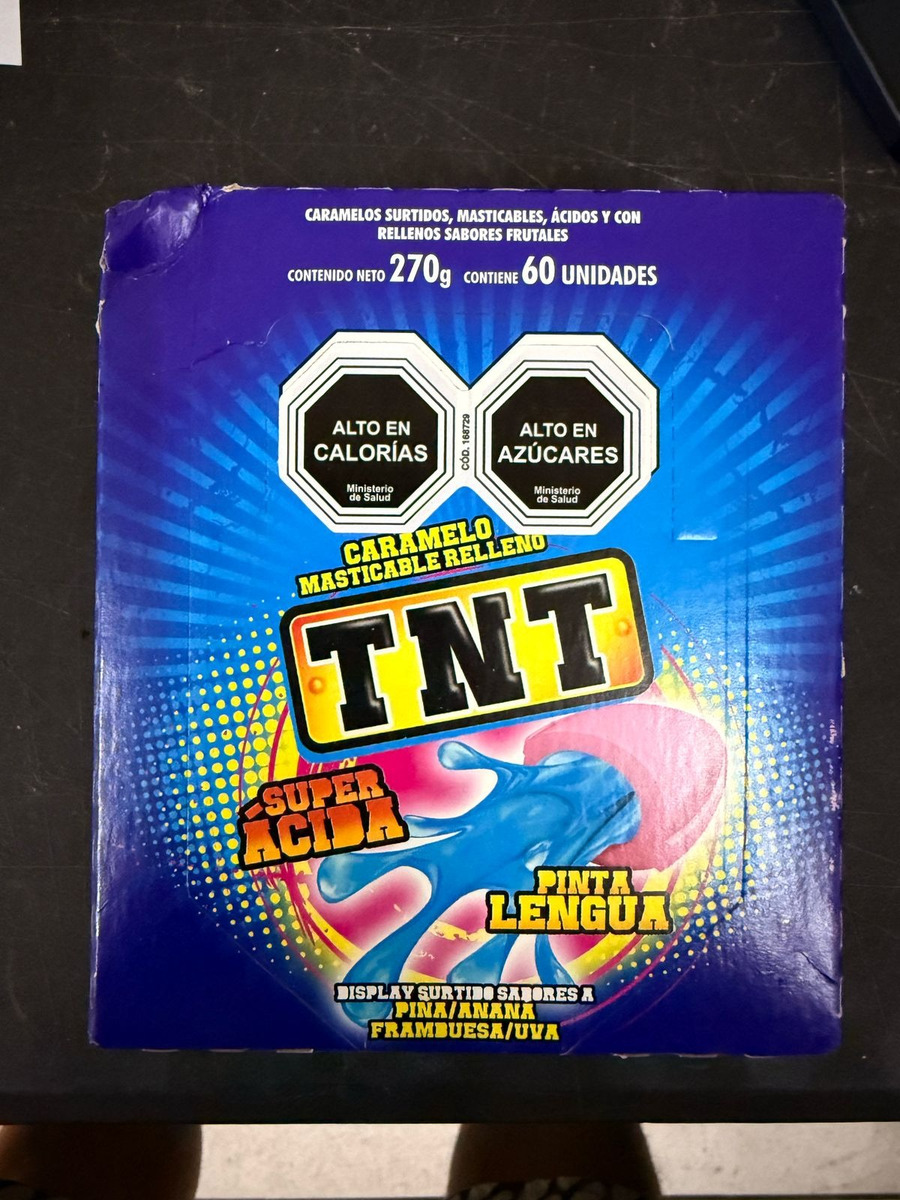 CARAMELOS SURTIDOS, MASTICABLES, ÁCIDOS Y CON
RELLENOS SABORES FRUTALES
CONTENIDO NETO 270g CONTIENE 60 UNIDADES
ALTO EN
CALORÍAS
Ministerio
de Salud
CÓD. 168729
ALTO EN
AZÚCARES
Ministerio
de Salud
CARAMELO
MASTICABLE RELLENO
TNT
SUPER
ÁCIDA
PINTA
LENGUA
DISPLAY SURTIDO SABORES A
PIÑA/ANANA
FRAMBUESA/UVA